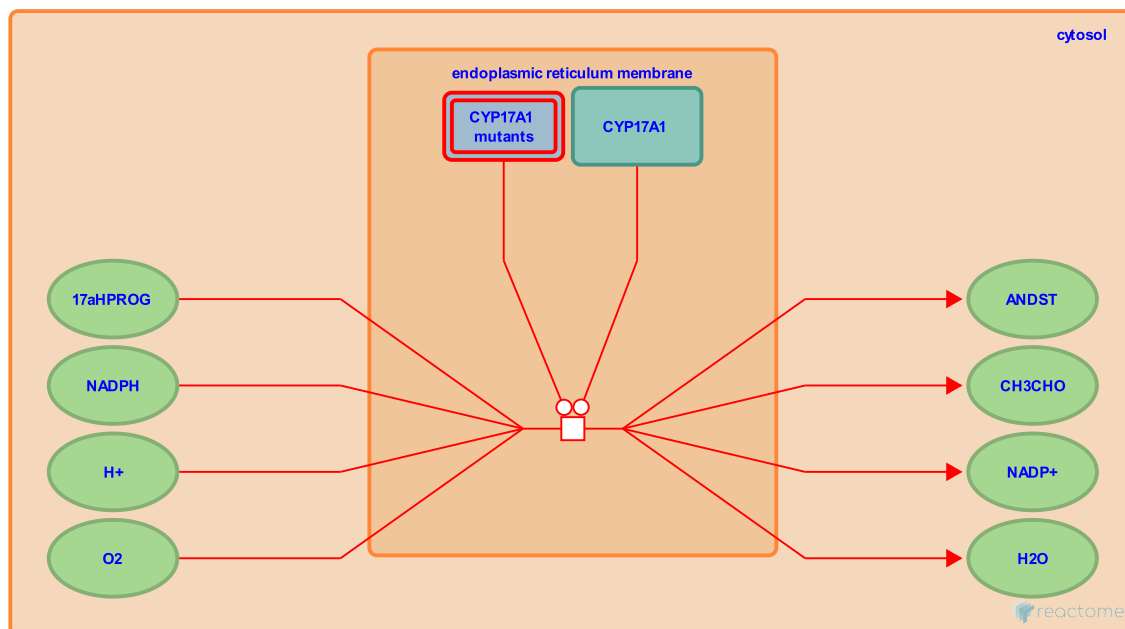 cytosol
endoplasmic reticulum membrane
CYP17A1
mutants
CYP17A1
17aHPROG
NADPH
H+
O2
ANDST
CH3CHO
NADP+
H2O
reactome